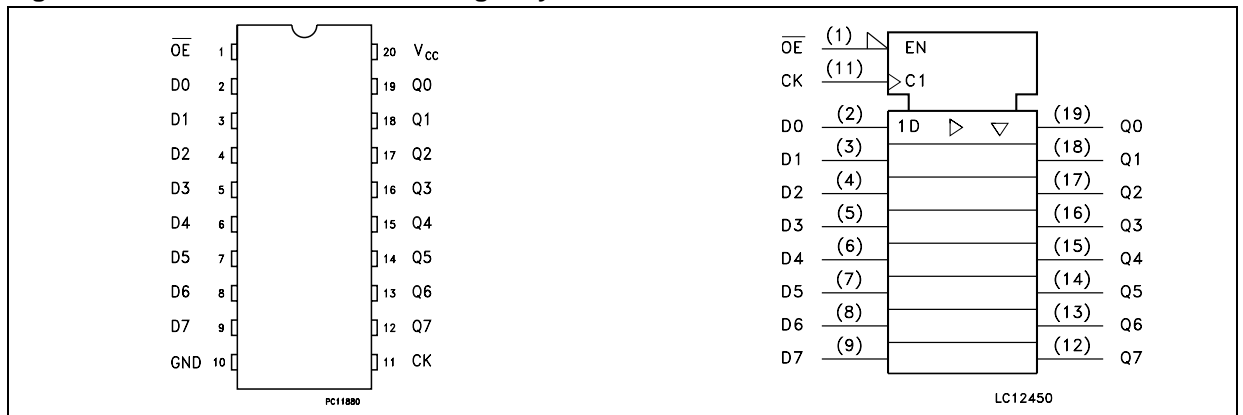 OE 1 20 VCC
D0 2 19 Q0
D1 3 18 Q1
D2 4 17 Q2
D3 5 16 Q3
D4 6 15 Q4
D5 7 14 Q5
D6 8 13 Q6
D7 9 12 Q7
GND 10 11 CK
PC11880
OE (1) EN
CK (11) C1
D0 (2) 1D (19) Q0
D1 (3) (18) Q1
D2 (4) (17) Q2
D3 (5) (16) Q3
D4 (6) (15) Q4
D5 (7) (14) Q5
D6 (8) (13) Q6
D7 (9) (12) Q7
LC12450